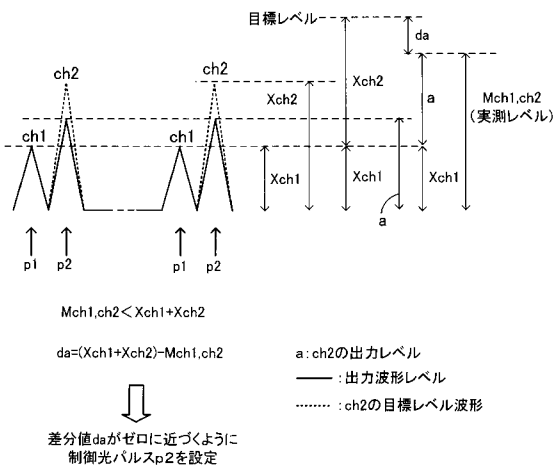 目標レベル
da
ch2
ch2
Xch2
Xch2
a
Mch1,ch2
(実測レベル)
ch1
ch1
Xch1
Xch1
Xch1
a
p1
p2
p1
p2
Mch1,ch2<Xch1+Xch2
da=(Xch1+Xch2)-Mch1,ch2
a:ch2の出力レベル
:出力波形レベル
:ch2の目標レベル波形
差分値daがゼロに近づくように
制御光パルスp2を設定